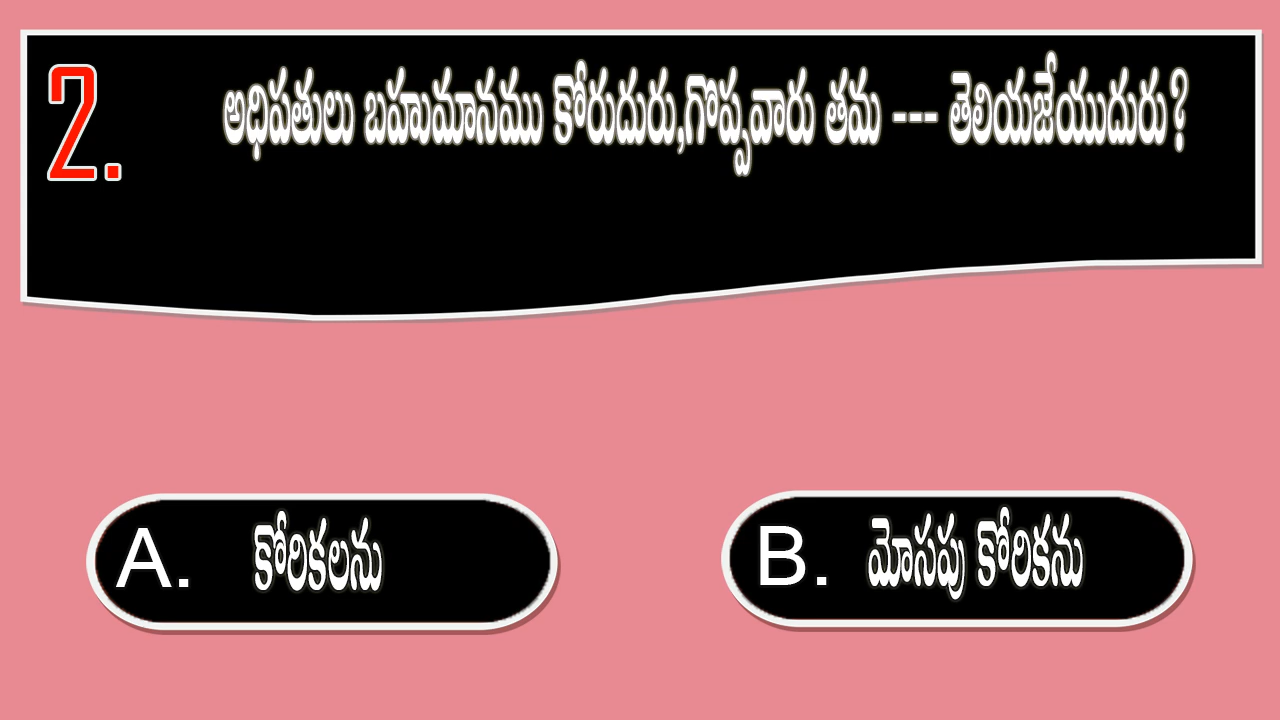 2. అధిపతులు బహుమానము కోరుదురు,గొప్పవారు తమ --- తెలియజేయుదురు?
A. కోరికలను
B. మోసపు కోరికను